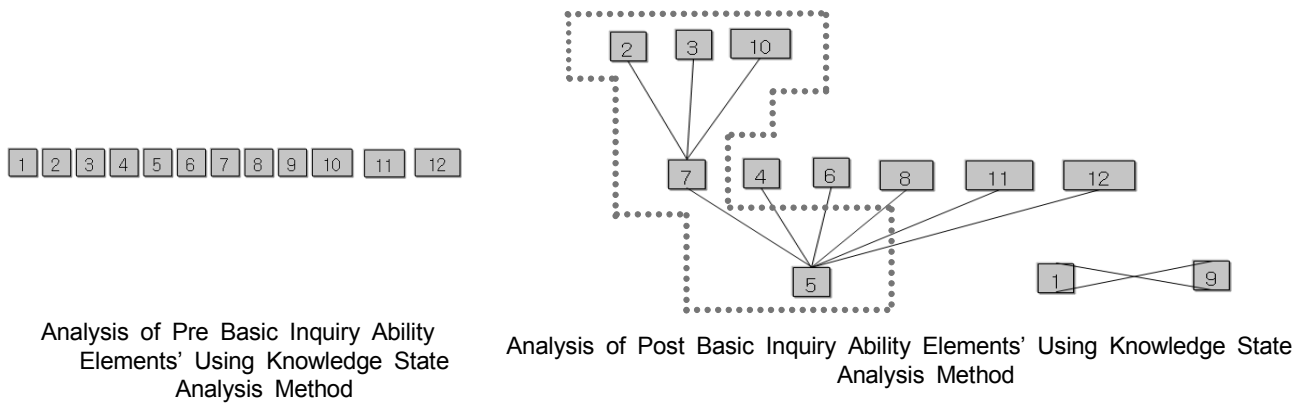 1 2 3 4 5 6 7 8 9 10 11 12
Analysis of Pre Basic Inquiry Ability
Elements’ Using Knowledge State
Analysis Method
2 3 10
7 4 6 8 11 12
5
1 9
Analysis of Post Basic Inquiry Ability Elements’ Using Knowledge State
Analysis Method